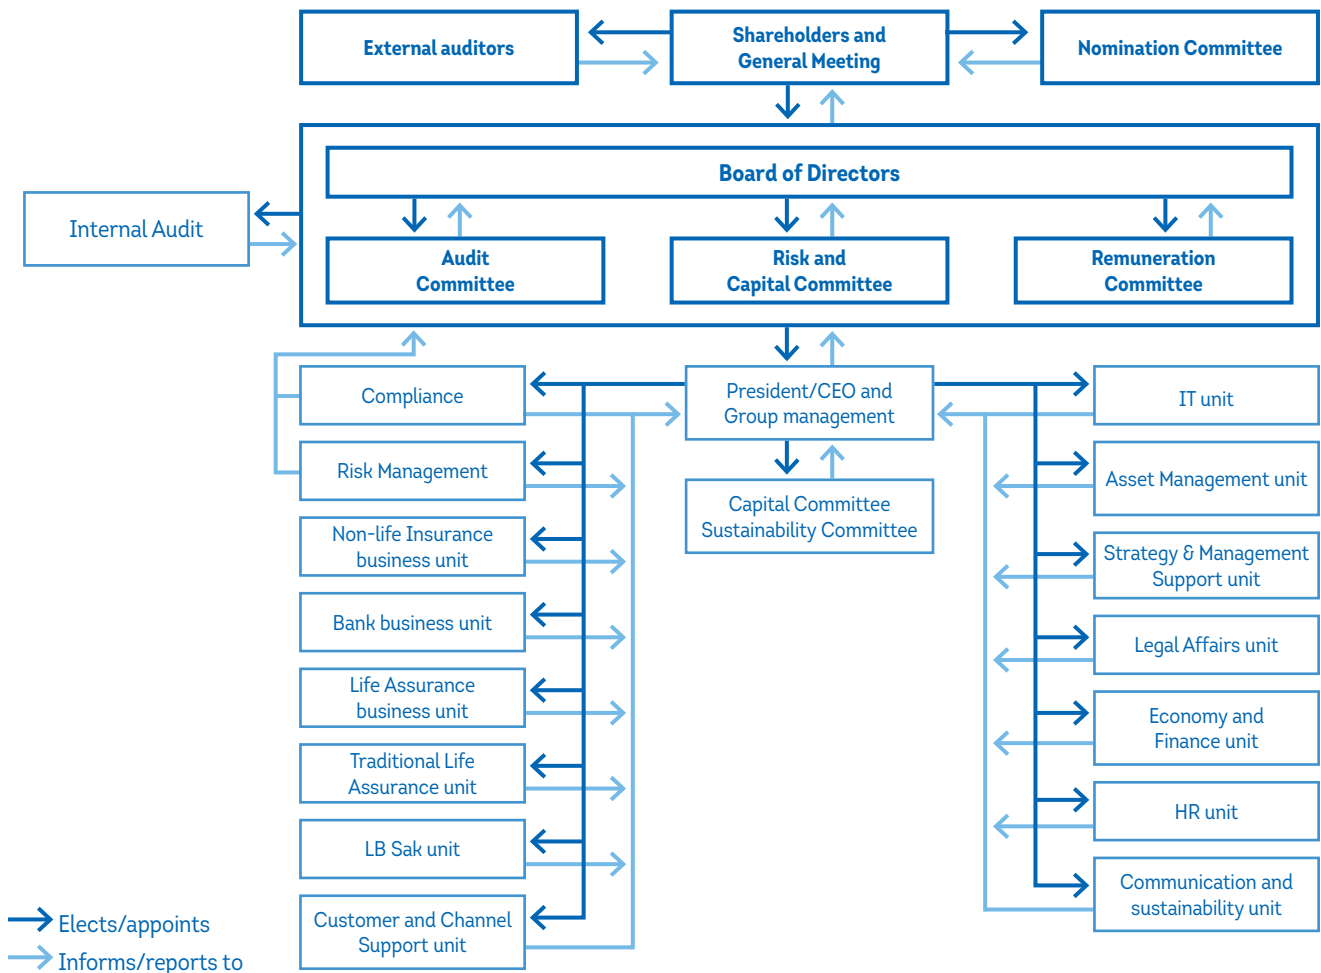 External auditors
Shareholders and
General Meeting
Nomination Committee
Board of Directors
Internal Audit
Audit
Committee
Risk and
Capital Committee
Remuneration
Committee
Compliance
President/CEO and
Group management
IT unit
Risk Management
Asset Management unit
Capital Committee
Sustainability Committee
Non-life Insurance
business unit
Strategy & Management
Support unit
Bank business unit
Legal Affairs unit
Life Assurance
business unit
Economy and
Finance unit
Traditional Life
Assurance unit
HR unit
LB Sak unit
Communication and
sustainability unit
Customer and Channel
Support unit
Elects/appoints
Informs/reports to